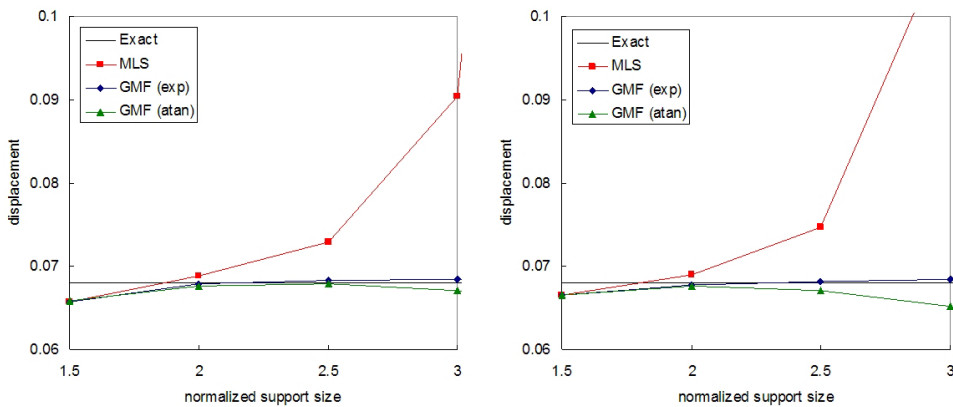 0.1
0.09
0.08
0.07
0.06
displacement
Exact
MLS
GMF (exp)
GMF (atan)
1.5
2
2.5
3
normalized support size
0.1
0.09
0.08
0.07
0.06
displacement
Exact
MLS
GMF (exp)
GMF (atan)
1.5
2
2.5
3
normalized support size